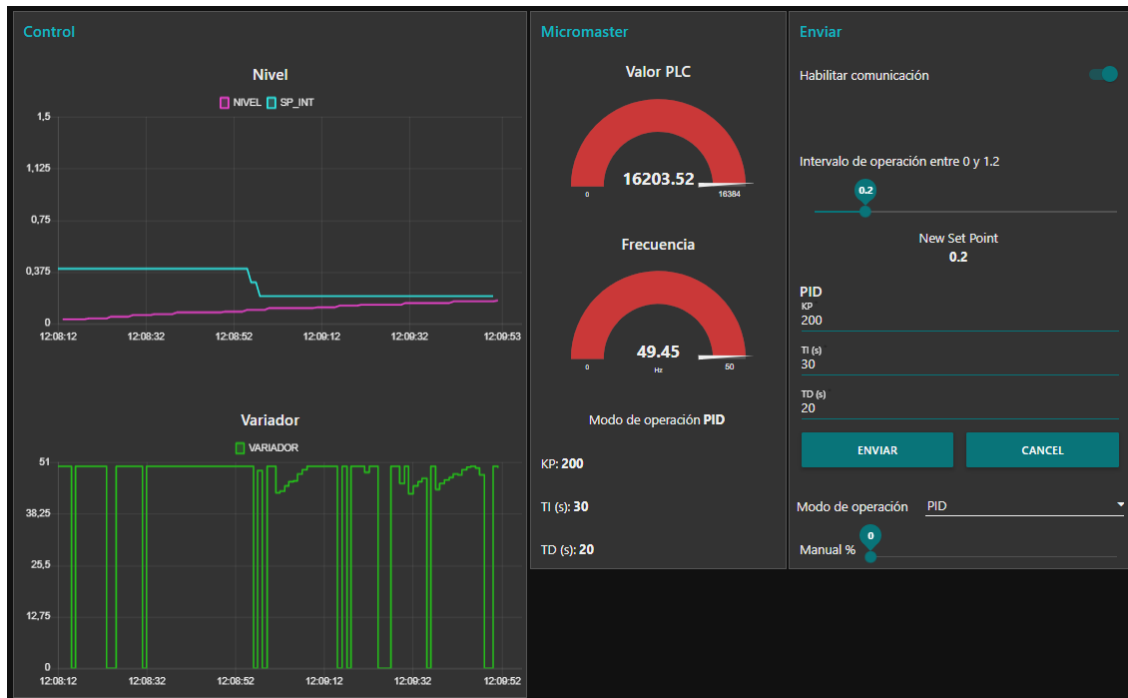 Control
Nivel
NIVEL SP_INT
1,5
1,125
0,75
0,375
0
12:08:12 12:08:32 12:08:52 12:09:12 12:09:32 12:09:53
Variador
VARIADOR
51
38,25
25,5
12,75
0
12:08:12 12:08:32 12:08:52 12:09:12 12:09:32 12:09:52
Micromaster
Valor PLC
16203.52
0 16384
Frecuencia
49.45
0 Hz 50
Modo de operación PID
KP: 200
TI (s): 30
TD (s): 20
Enviar
Habilitar comunicación
Intervalo de operación entre 0 y 1.2
0.2
New Set Point
0.2
PID
KP
200
TI (s)
30
TD (s)
20
ENVIAR CANCEL
Modo de operación PID
0
Manual %